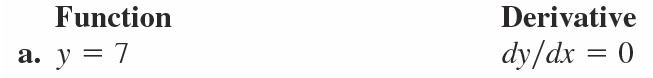 Function Derivative
a. y = 7 dy/dx = 0